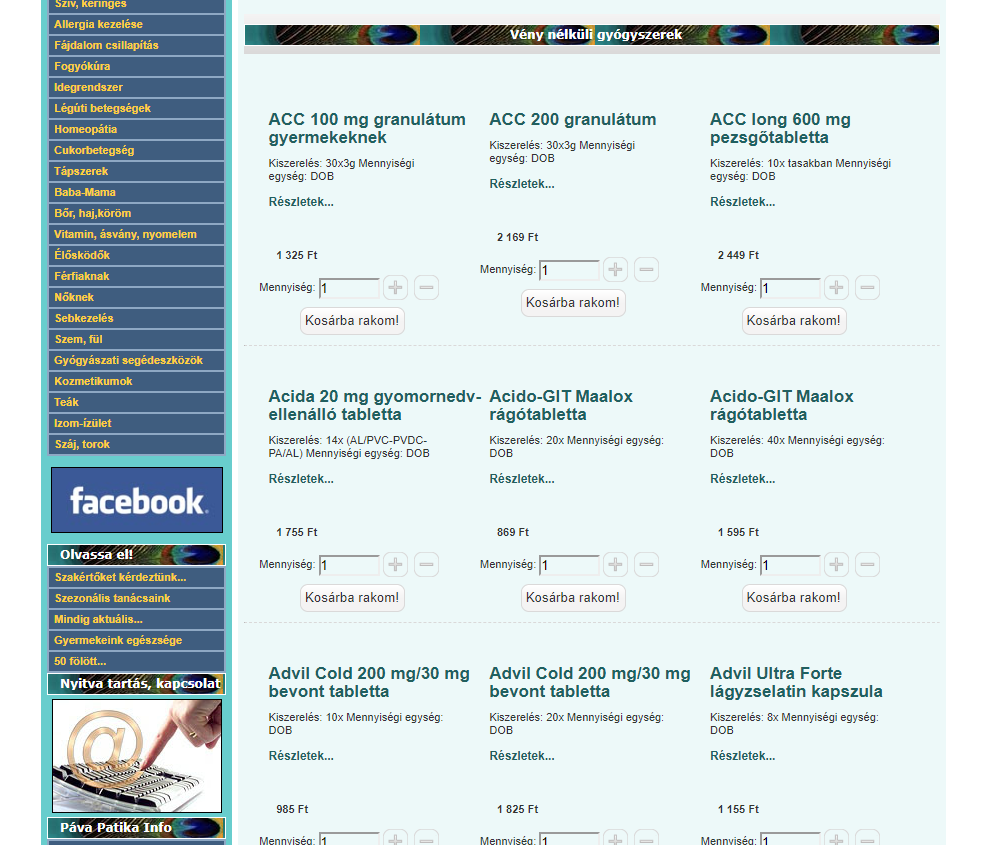 Szív, keringés
Allergia kezelése
Fájdalom csillapítás
Fogyókúra
Idegrendszer
Légúti betegségek
Homeopátia
Cukorbetegség
Tápszerek
Baba-Mama
Bőr, haj,köröm
Vitamin, ásvány, nyomelem
Élősködők
Férfiaknak
Nőknek
Sebkezelés
Szem, fül
Gyógyászati segédeszközök
Kozmetikumok
Teák
Izom-ízület
Száj, torok
facebook
Olvassa el!
Szakértőket kérdeztünk...
Szezonális tanácsaink
Mindig aktuális...
Gyermekeink egészsége
50 fölött...
Nyitva tartás, kapcsolat
@
Páva Patika Info
Vény nélküli gyógyszerek
ACC 100 mg granulátum
gyermekeknek
Kiszerelés: 30x3g Mennyiségi
egység: DOB
Részletek...
1 325 Ft
Mennyiség: 1
Kosárba rakom!
ACC 200 granulátum
Kiszerelés: 30x3g Mennyiségi
egység: DOB
Részletek...
2 169 Ft
Mennyiség: 1
Kosárba rakom!
ACC long 600 mg
pezsgőtabletta
Kiszerelés: 10x tasakban Mennyiségi
egység: DOB
Részletek...
2 449 Ft
Mennyiség: 1
Kosárba rakom!
Acida 20 mg gyomornedv-
ellenálló tabletta
Kiszerelés: 14x (AL/PVC-PVDC-
PA/AL) Mennyiségi egység: DOB
Részletek...
1 755 Ft
Mennyiség: 1
Kosárba rakom!
Acido-GIT Maalox
rágótabletta
Kiszerelés: 20x Mennyiségi egység:
DOB
Részletek...
869 Ft
Mennyiség: 1
Kosárba rakom!
Acido-GIT Maalox
rágótabletta
Kiszerelés: 40x Mennyiségi egység:
DOB
Részletek...
1 595 Ft
Mennyiség: 1
Kosárba rakom!
Advil Cold 200 mg/30 mg
bevont tabletta
Kiszerelés: 10x Mennyiségi egység:
DOB
Részletek...
985 Ft
Mennyiség: 1
Advil Cold 200 mg/30 mg
bevont tabletta
Kiszerelés: 20x Mennyiségi egység:
DOB
Részletek...
1 825 Ft
Mennyiség: 1
Advil Ultra Forte
lágyzselatin kapszula
Kiszerelés: 8x Mennyiségi egység:
DOB
Részletek...
1 155 Ft
Mennyiség: 1